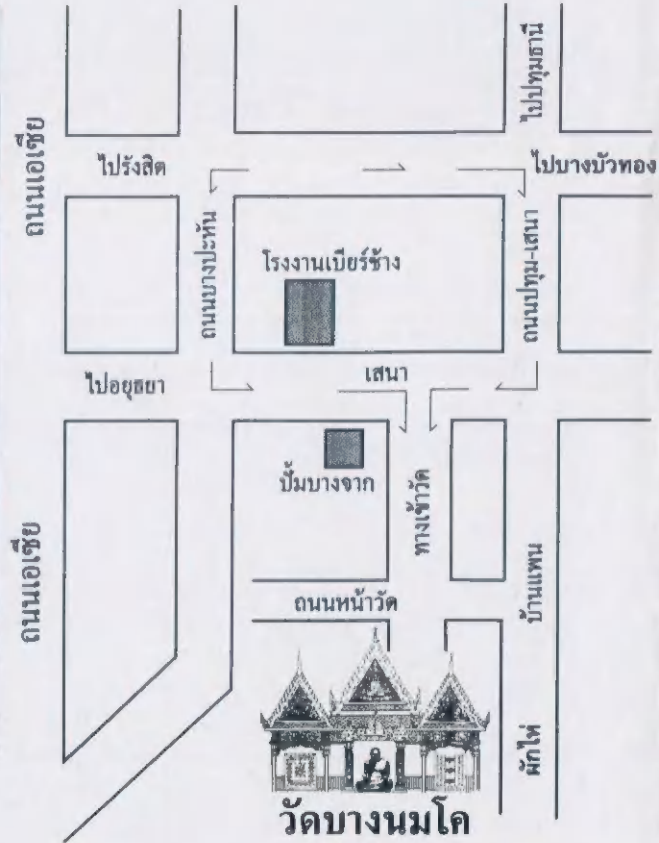 ไปปทุมธานี
ถนนเอเซีย
ไปรังสิต
ไปบางบัวทอง
ถนนบางปะหัน
โรงงานเบียร์ช้าง
ถนนปทุม-เสนา
ไปอยุธยา
เสนา
ปั้มบางจาก
ทางเข้าวัด
ถนนเอเซีย
บ้านแพน
ถนนหน้าวัด
ผักไห่
วัดบางนมโค